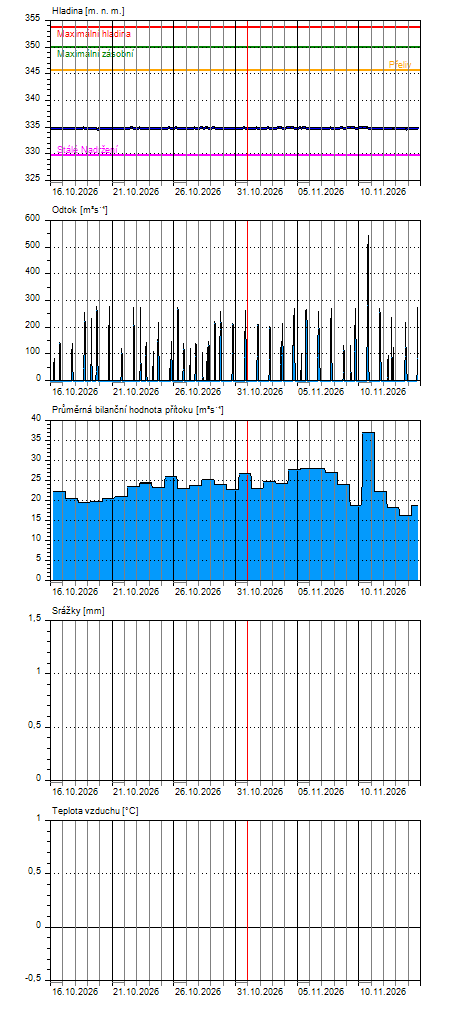 Hladina [m. n. m.]
355
350
345
340
335
330
325
Maximální hladina
Maximální zásobní
Přeliv
Stálé Nadržení
16.10.2026 21.10.2026 26.10.2026 31.10.2026 05.11.2026 10.11.2026
Odtok [m³s⁻¹]
600
500
400
300
200
100
0
16.10.2026 21.10.2026 26.10.2026 31.10.2026 05.11.2026 10.11.2026
Průměrná bilanční hodnota přítoku [m³s⁻¹]
40
35
30
25
20
15
10
5
0
16.10.2026 21.10.2026 26.10.2026 31.10.2026 05.11.2026 10.11.2026
Srážky [mm]
1,5
1
0,5
0
16.10.2026 21.10.2026 26.10.2026 31.10.2026 05.11.2026 10.11.2026
Teplota vzduchu [°C]
1
0,5
0
-0,5
16.10.2026 21.10.2026 26.10.2026 31.10.2026 05.11.2026 10.11.2026